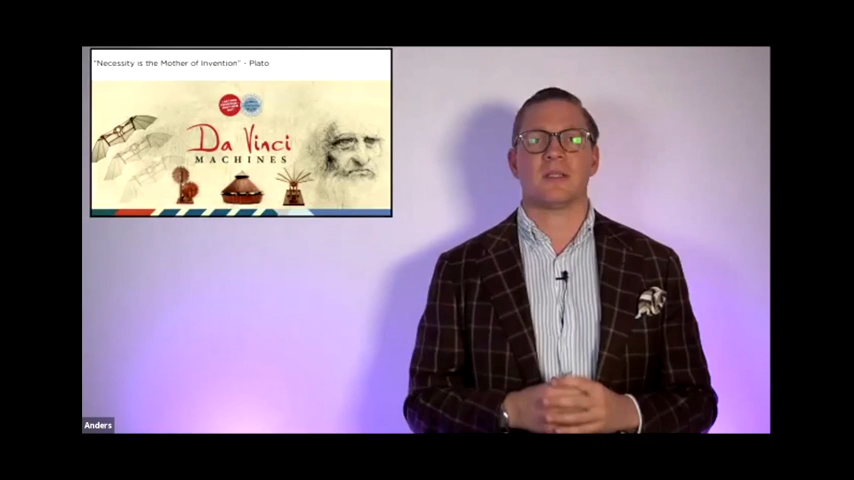 "Necessity is the Mother of Invention" - Plato
Da Vinci
MACHINES
Anders